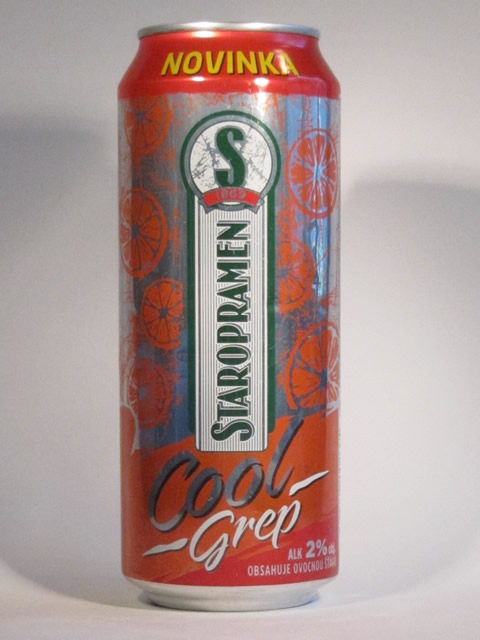 NOVINKA
S
1869
STAROPRAMEN
Cool
Grep
ALK 2% obj.
OBSAHUJE OVOCNOU ŠŤÁVU